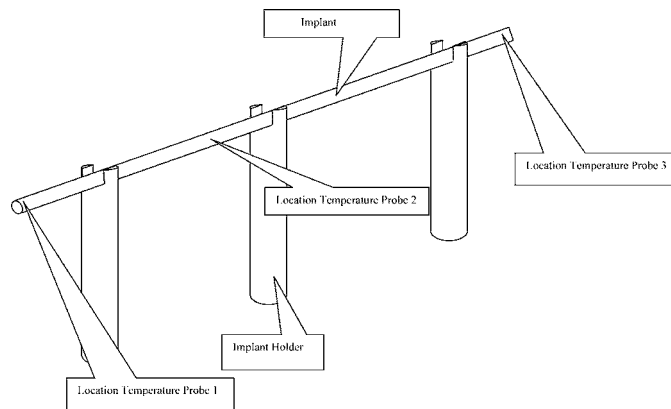 Implant
Location Temperature Probe 3
Location Temperature Probe 2
Implant Holder
Location Temperature Probe 1